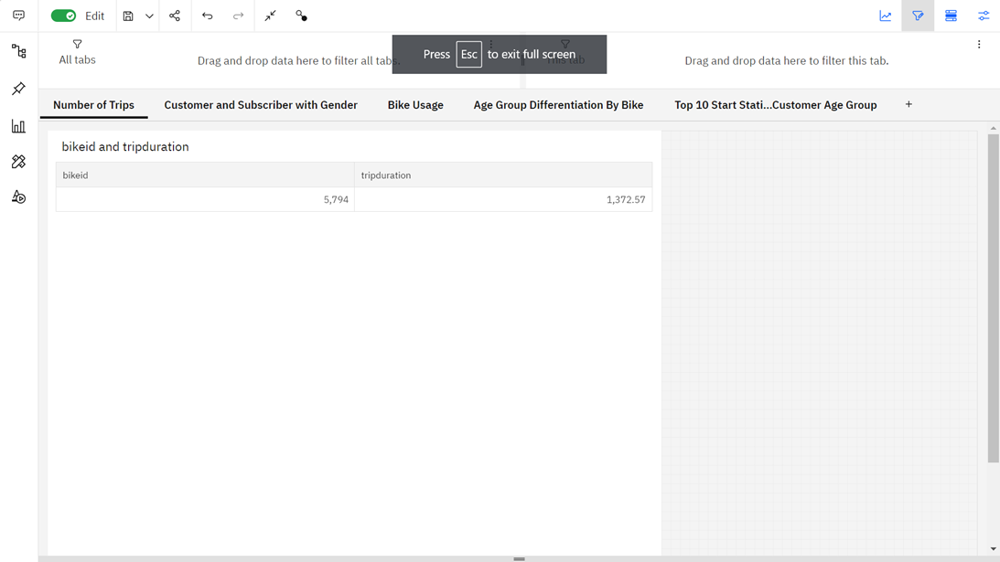 Edit
All tabs
Drag and drop data here to filter all tabs.
Press Esc to exit full screen
This tab
Drag and drop data here to filter this tab.
Number of Trips
Customer and Subscriber with Gender
Bike Usage
Age Group Differentiation By Bike
Top 10 Start Stati...Customer Age Group
+
bikeid and tripduration
bikeid tripduration
5,794 1,372.57